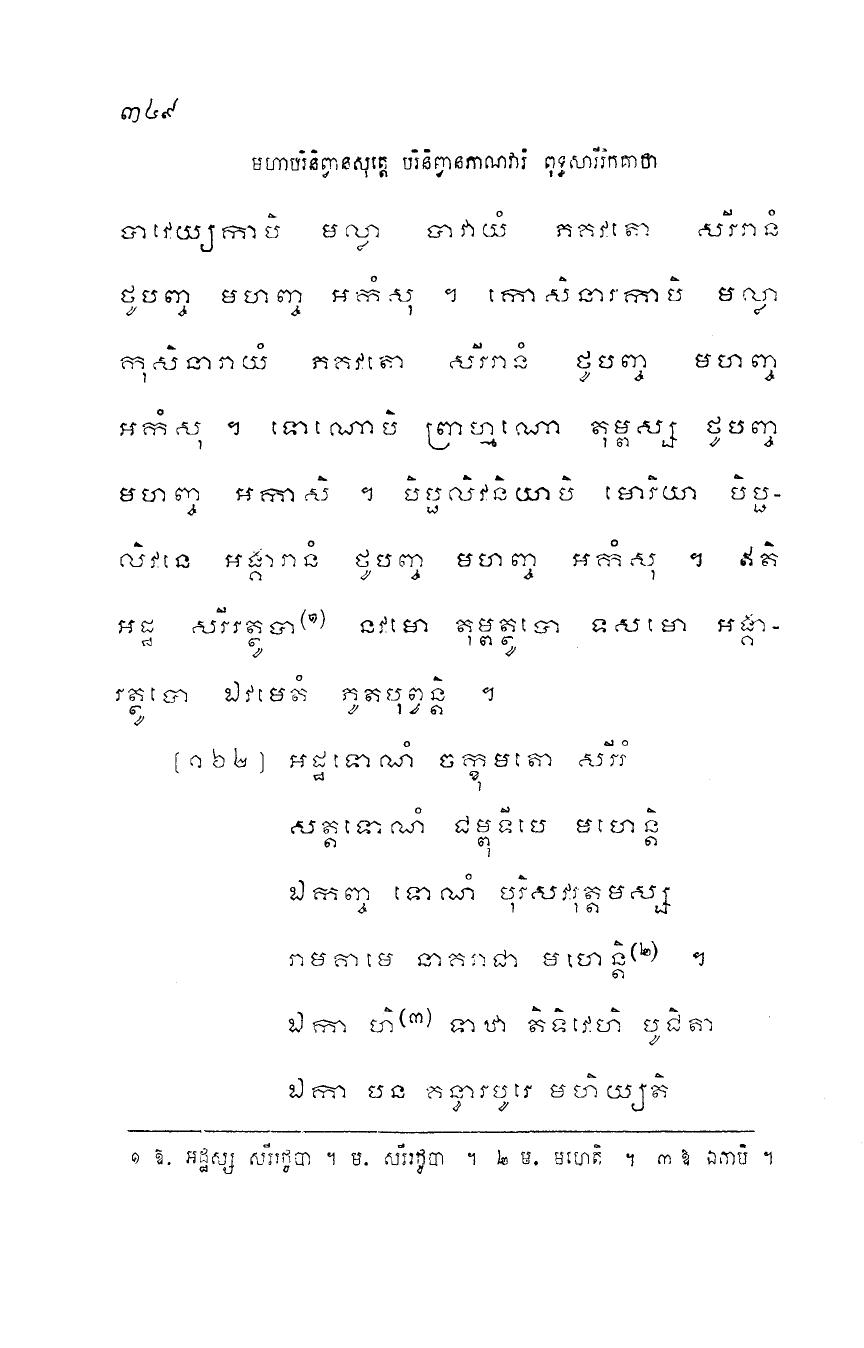 ៣៤៩
មហាបរិនិព្វានសុត្តេ បរិនិព្វានភាណវារំ ពុទ្ធសារីរិកគាថា
បាវេយ្យកាបិ មល្លា បាវាយំ ភគវតោ សរីរានំ
ថូបញ្ច មហញ្ច អកំសុ ។ កោសិនារកាបិ មល្លា
កុសិនារាយំ ភគវតោ សរីរានំ ថូបញ្ច មហញ្ច
អកំសុ ។ ទោណោបិ ព្រាហ្មណោ តុម្ពស្ស ថូបញ្ច
មហញ្ច អកាសិ ។ បិប្ផលិវនិយាបិ មោរិយា បិប្ផ-
លិវនេ អង្គារានំ ថូបញ្ច មហញ្ច អកំសុ ។ ឥតិ
អដ្ឋ សរីរត្ថូបា(១) នវមោ តុម្ពត្ថូបោ ទសមោ អង្គា-
រត្ថូបោ ឯវមេតំ ភូតបុព្វន្តិ ។
[១៦២] អដ្ឋទោណំ ចក្ខុមតោ សរីរំ
សត្តទោណំ ជម្ពុទីបេ មហេន្តិ
ឯកញ្ច ទោណំ បុរិសវរុត្តមស្ស
រាមគាមេ នាគរាជា មហេន្តិ(២) ។
ឯកា ហិ(៣) ទាឋា តិទិវេហិ បូជិតា
ឯកា បន គន្ធារបុរេ មហិយ្យតិ
១ ឱ. អដ្ឋស្ស សរីរថូបា ។ ម. សរីរថូបា ។ ២ ម. មហេតិ ។ ៣ ឱ ឯកាបិ ។